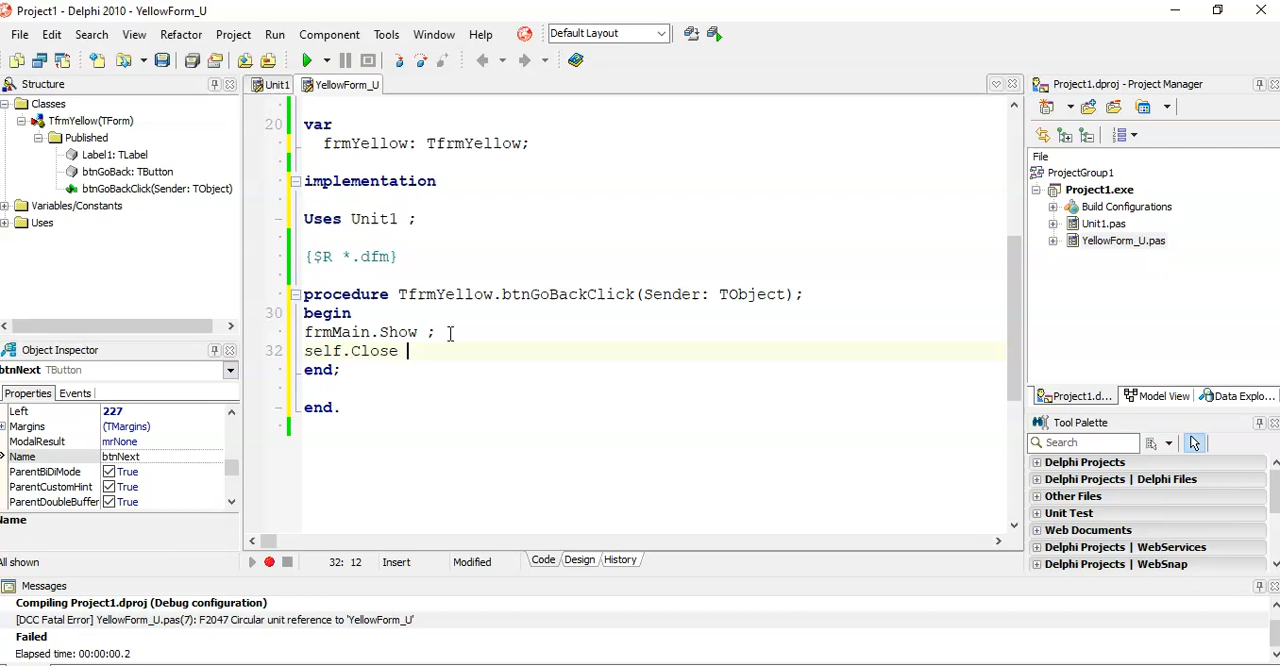 Project1 - Delphi 2010 - YellowForm_U
File Edit Search View Refactor Project Run Component Tools Window Help
Default Layout
Structure
Classes
TfrmYellow(TForm)
Published
Label1: TLabel
btnGoBack: TButton
btnGoBackClick(Sender: TObject)
Variables/Constants
Uses
Object Inspector
btnNext TButton
Properties Events
Left 227
Margins (TMargins)
ModalResult mrNone
Name btnNext
ParentBiDiMode True
ParentCustomHint True
ParentDoubleBuffer True
Name
All shown
Unit1 YellowForm_U
20 var
frmYellow: TfrmYellow;
implementation
Uses Unit1 ;
{$R *.dfm}
procedure TfrmYellow.btnGoBackClick(Sender: TObject);
30 begin
frmMain.Show ;
32 self.Close
end;
end.
32: 12 Insert Modified Code Design History
Project1.dproj - Project Manager
File
ProjectGroup1
Project1.exe
Build Configurations
Unit1.pas
YellowForm_U.pas
Project1.d... Model View Data Explo...
Tool Palette
Search
Delphi Projects
Delphi Projects | Delphi Files
Other Files
Unit Test
Web Documents
Delphi Projects | WebServices
Delphi Projects | WebSnap
Messages
Compiling Project1.dproj (Debug configuration)
[DCC Fatal Error] YellowForm_U.pas(7): F2047 Circular unit reference to 'YellowForm_U'
Failed
Elapsed time: 00:00:00.2